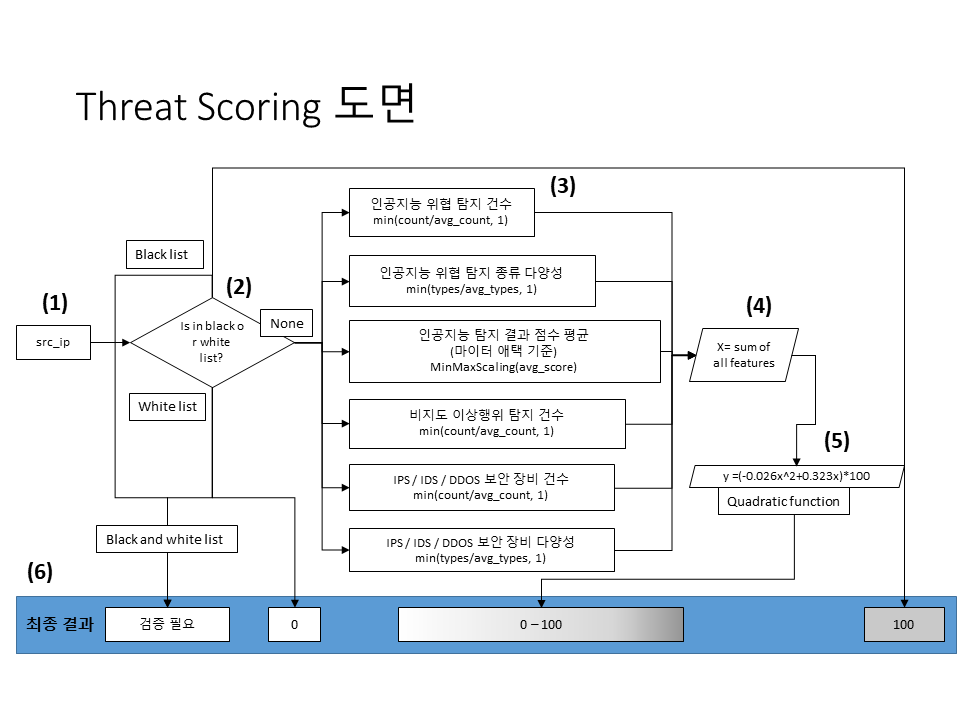 Threat Scoring 도면
(1)
src_ip
Black list
(2)
Is in black o
r white
list?
None
White list
Black and white list
(3)
인공지능 위협 탐지 건수
min(count/avg_count, 1)
인공지능 위협 탐지 종류 다양성
min(types/avg_types, 1)
인공지능 탐지 결과 점수 평균
(마이터 애택 기준)
MinMaxScaling(avg_score)
비지도 이상행위 탐지 건수
min(count/avg_count, 1)
IPS / IDS / DDOS 보안 장비 건수
min(count/avg_count, 1)
IPS / IDS / DDOS 보안 장비 다양성
min(types/avg_types, 1)
(4)
X= sum of
all features
(5)
y =(-0.026x^2+0.323x)*100
Quadratic function
(6)
최종 결과
검증 필요
0
0 – 100
100